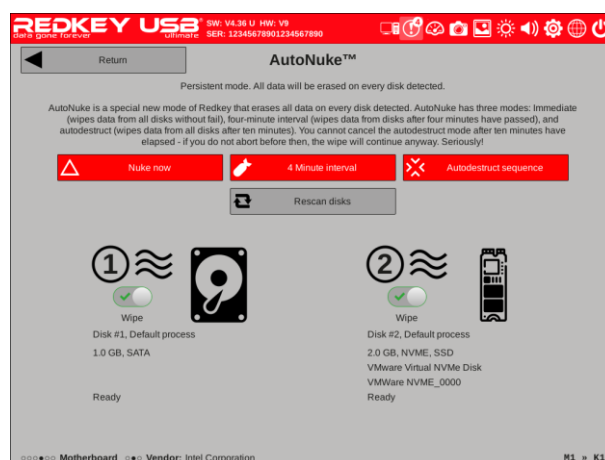 REDKEY USB
data gone forever
ultimate
SW: V4.36 U HW: V9
SER: 12345678901234567890
Return
AutoNuke™
Persistent mode. All data will be erased on every disk detected.
AutoNuke is a special new mode of Redkey that erases all data on every disk detected. AutoNuke has three modes: Immediate
(wipes data from all disks without fail), four-minute interval (wipes data from disks after four minutes have passed), and
autodestruct (wipes data from all disks after ten minutes). You cannot cancel the autodestruct mode after ten minutes have
elapsed - if you do not abort before then, the wipe will continue anyway. Seriously!
Nuke now
4 Minute interval
Autodestruct sequence
Rescan disks
1
Wipe
Disk #1, Default process
1.0 GB, SATA
Ready
2
Wipe
Disk #2, Default process
2.0 GB, NVME, SSD
VMware Virtual NVMe Disk
VMWare NVME_0000
Ready
Motherboard Vendor: Intel Corporation
M1 » K1